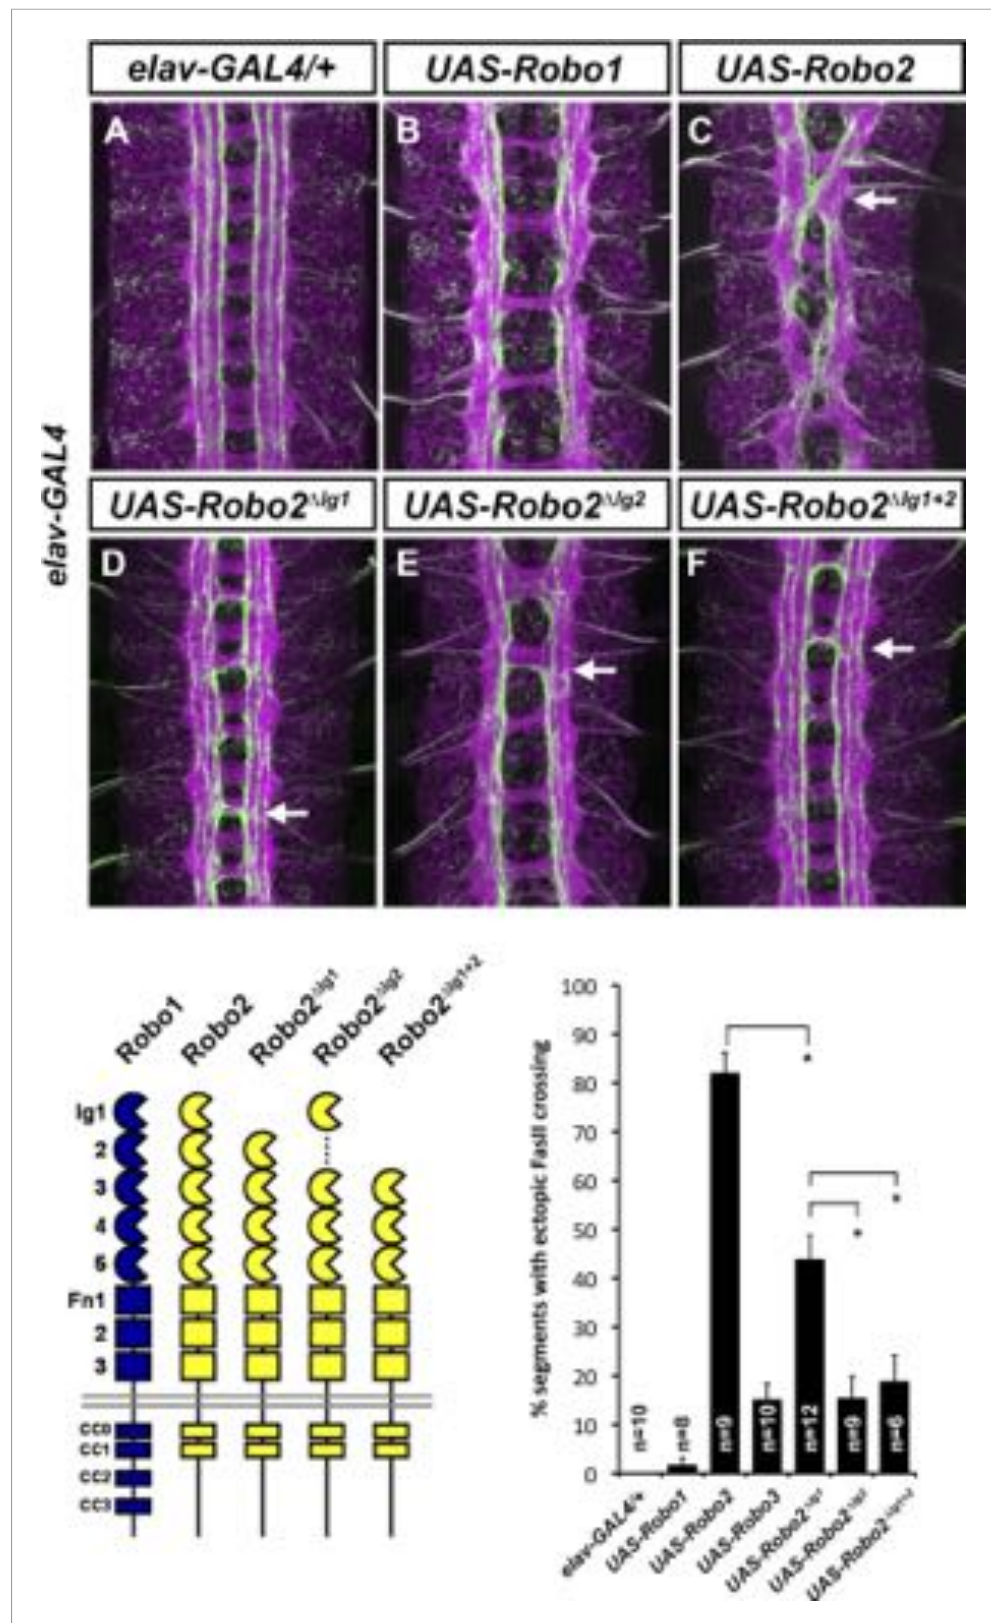 elav-GAL4/+ UAS-Robo1 UAS-Robo2
A B C
elav-GAL4
UAS-Robo2ΔIg1 UAS-Robo2ΔIg2 UAS-Robo2ΔIg1+2
D E F
Robo1 Robo2 Robo2ΔIg1 Robo2ΔIg2 Robo2ΔIg1+2
Ig1
2
3
4
5
Fn1
2
3
CC0
CC1
CC2
CC3
% segments with ectopic FasII crossing
100
90
80
70
60
50
40
30
20
10
0
* * *
n=10 n=8 n=9 n=10 n=12 n=9 n=6
elav-GAL4/+ UAS-Robo1 UAS-Robo2 UAS-Robo3 UAS-Robo2ΔIg1 UAS-Robo2ΔIg2 UAS-Robo2ΔIg1+2